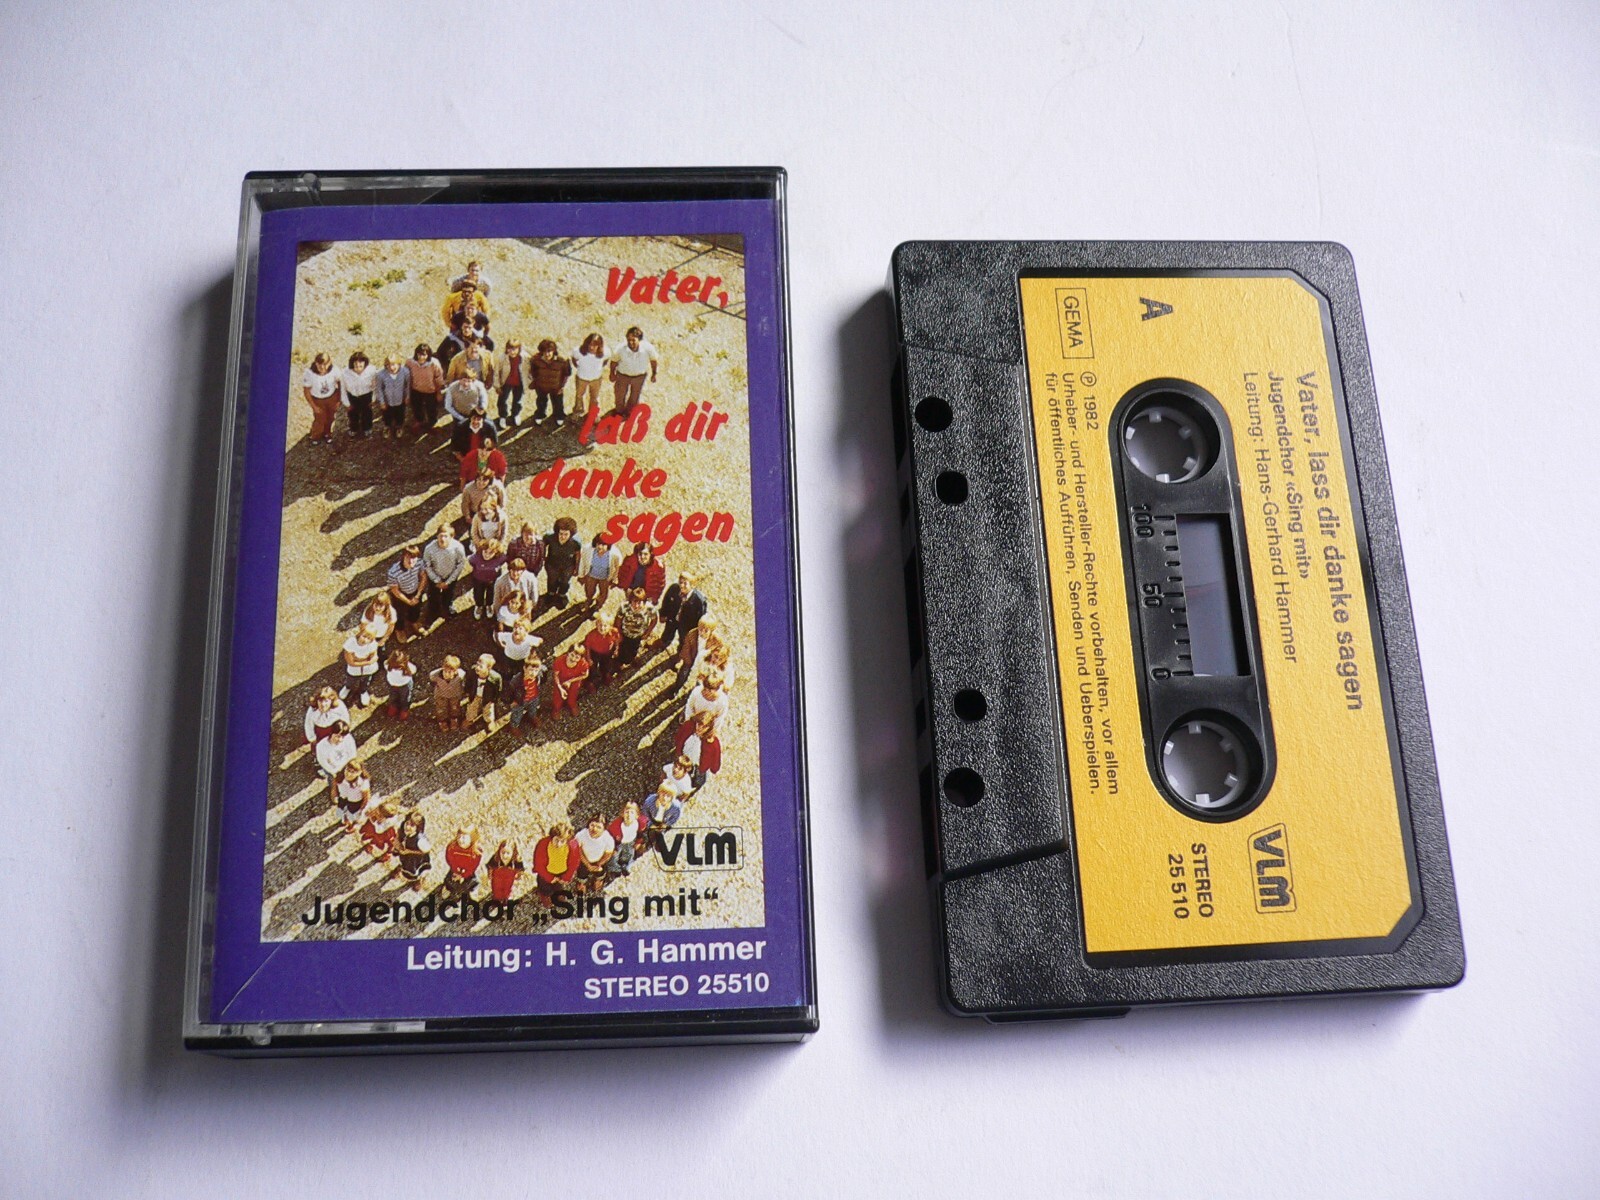 Vater,
laß dir
danke
sagen
VLM
Jugendchor „Sing mit“
Leitung: H. G. Hammer
STEREO 25510
Vater, lass dir danke sagen
Jugendchor «Sing mit»
Leitung: Hans-Gerhard Hammer
A
100 50 0
VLM
STEREO
25 510
GEMA
℗ 1982
Urheber- und Hersteller-Rechte vorbehalten, vor allem
für öffentliches Aufführen, Senden und Ueberspielen.